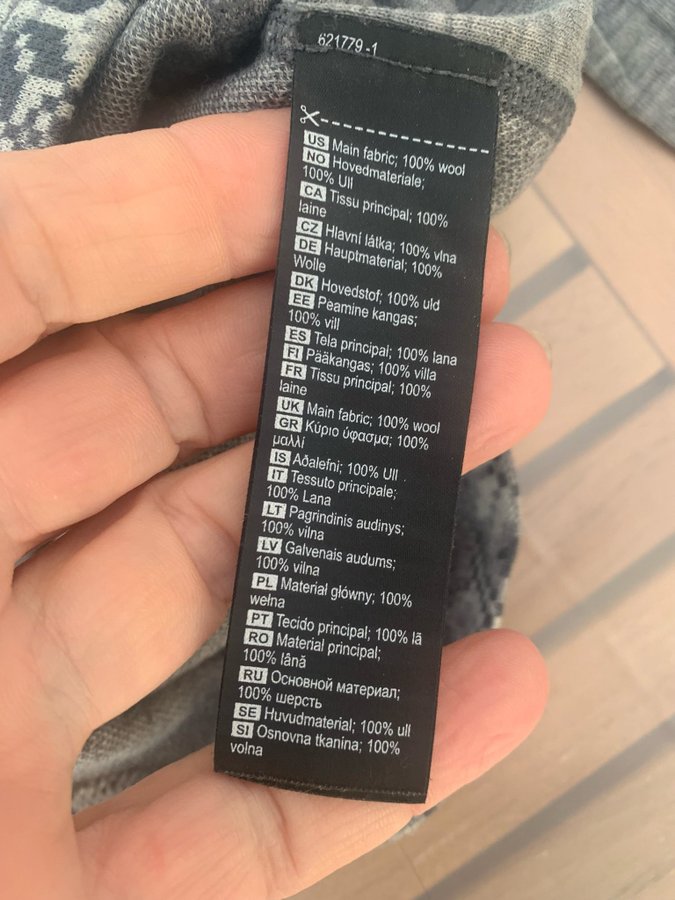 621779-1
US Main fabric; 100% wool
NO Hovedmateriale;
100% Ull
CA Tissu principal; 100%
laine
CZ Hlavní látka; 100% vlna
DE Hauptmaterial; 100%
Wolle
DK Hovedstof; 100% uld
EE Peamine kangas;
100% vill
ES Tela principal; 100% lana
FI Pääkangas; 100% villa
FR Tissu principal; 100%
laine
UK Main fabric; 100% wool
GR Κύριο ύφασμα; 100%
μαλλί
IS Aðalefni; 100% Ull
IT Tessuto principale;
100% Lana
LT Pagrindinis audinys;
100% vilna
LV Galvenais audums;
100% vilna
PL Materiał główny; 100%
wełna
PT Tecido principal; 100% lã
RO Material principal;
100% lână
RU Основной материал;
100% шерсть
SE Huvudmaterial; 100% ull
SI Osnovna tkanina; 100%
volna